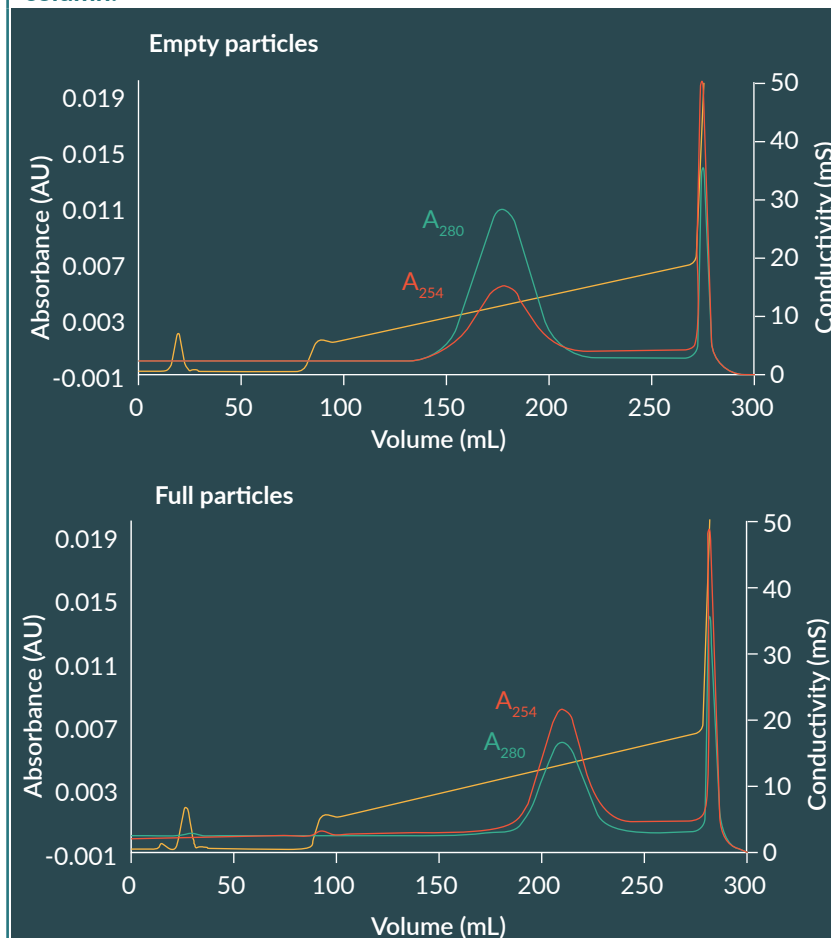 column.
Empty particles
Absorbance (AU)
0.019
0.015
0.011
0.007
0.003
-0.001
A280
A254
50
40
30
20
10
0
Conductivity (mS)
0 50 100 150 200 250 300
Volume (mL)
Full particles
Absorbance (AU)
0.019
0.015
0.011
0.007
0.003
-0.001
A254
A280
50
40
30
20
10
0
Conductivity (mS)
0 50 100 150 200 250 300
Volume (mL)